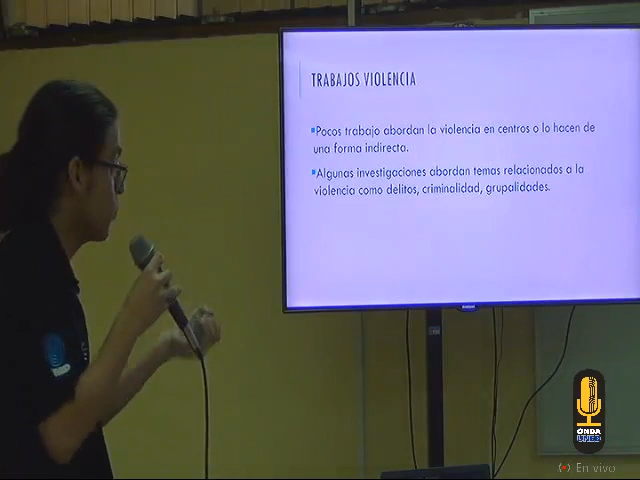 TRABAJOS VIOLENCIA
Pocos trabajo abordan la violencia en centros o lo hacen de
una forma indirecta.
Algunas investigaciones abordan temas relacionados a la
violencia como delitos, criminalidad, grupalidades.
ONDA
UNED
En vivo